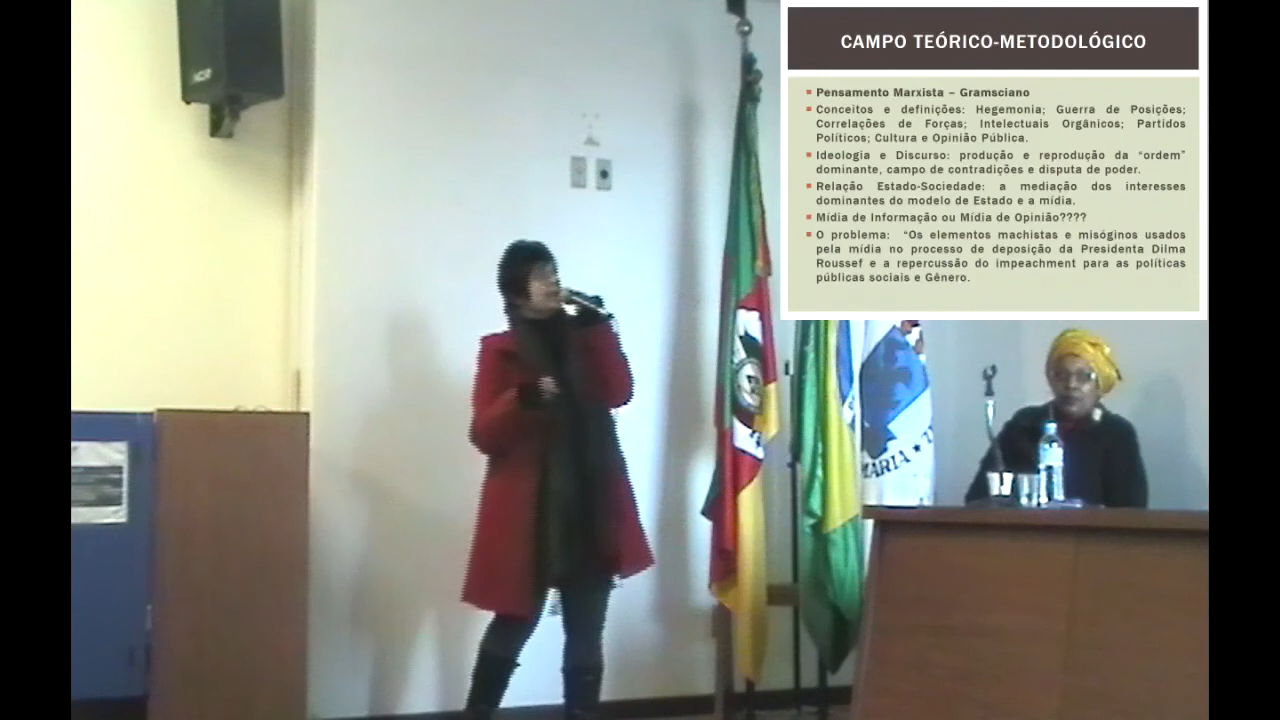 CAMPO TEÓRICO-METODOLÓGICO
Pensamento Marxista – Gramsciano
Conceitos e definições: Hegemonia; Guerra de Posições;
Correlações de Forças; Intelectuais Orgânicos; Partidos
Políticos; Cultura e Opinião Pública.
Ideologia e Discurso: produção e reprodução da “ordem”
dominante, campo de contradições e disputa de poder.
Relação Estado-Sociedade: a mediação dos interesses
dominantes do modelo de Estado e a mídia.
Mídia de Informação ou Mídia de Opinião????
O problema: “Os elementos machistas e misóginos usados
pela mídia no processo de deposição da Presidenta Dilma
Roussef e a repercussão do impeachment para as políticas
públicas sociais e Gênero.
MARIA ★